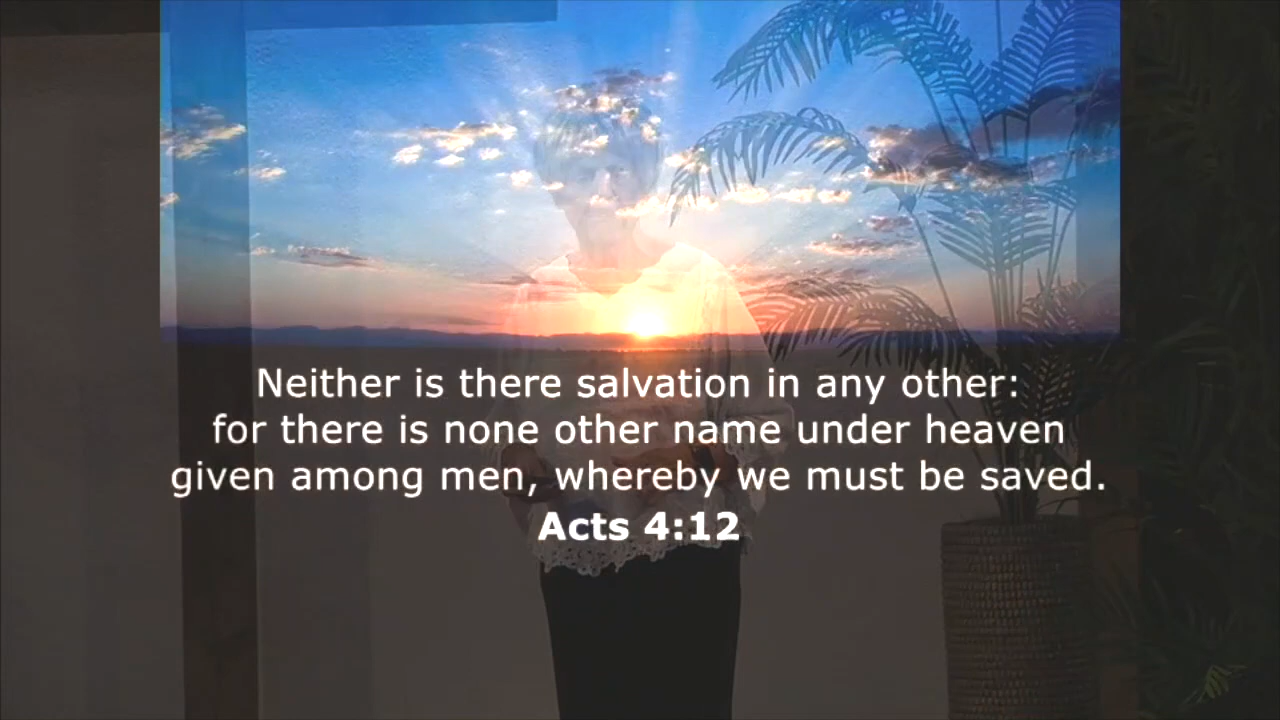 Neither is there salvation in any other:
for there is none other name under heaven
given among men, whereby we must be saved.
Acts 4:12